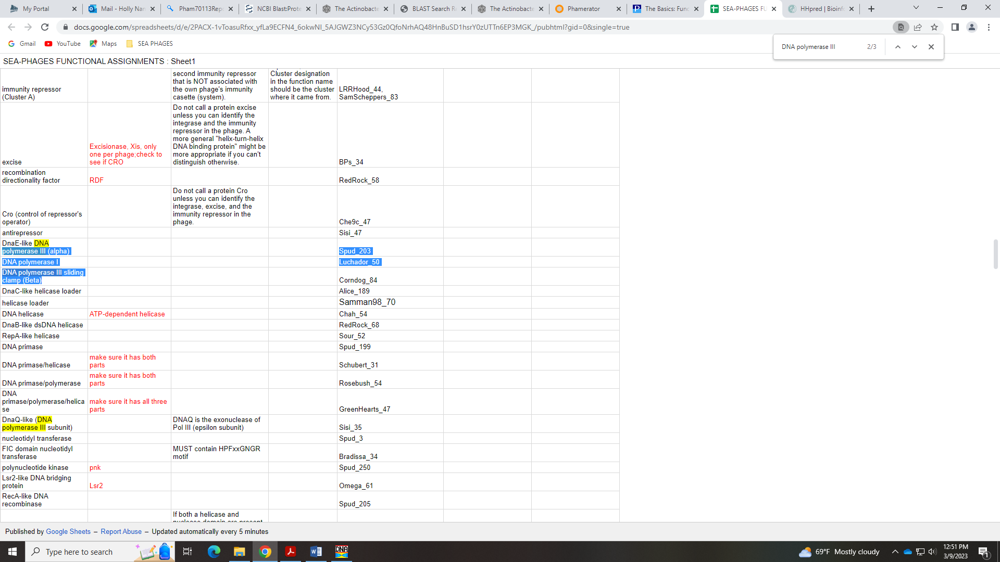 My Portal
Mail - Holly Nan
Pham70113Repo
NCBI Blast:Prote
The Actinobacte
BLAST Search Re
The Actinobacte
Phamerator
The Basics: Func
SEA-PHAGES FU
HHpred | Bioinfo
docs.google.com/spreadsheets/d/e/2PACX-1vToasuRfxx_yfLa9ECFN4_6okwNI_5AJGWZ3NCy53Gz0QfoNrhAQ48HnBuSD1hsrY0zUTTn6EP3MGK_/pubhtml?gid=0&single=true
Gmail
YouTube
Maps
SEA PHAGES
DNA polymerase III 2/3
SEA-PHAGES FUNCTIONAL ASSIGNMENTS : Sheet1
immunity repressor
(Cluster A)
second immunity repressor
that is NOT associated with
the own phage's immunity
casette (system).
Cluster designation
in the function name
should be the cluster
where it came from.
LRRHood_44,
SamScheppers_83
excise
Excisionase, Xis, only
one per phage;check to
see if CRO
Do not call a protein excise
unless you can identify the
integrase and the immunity
repressor in the phage. A
more general "helix-turn-helix
DNA binding protein" might be
more appropriate if you can't
distinguish otherwise.
BPs_34
recombination
directionality factor
RDF
RedRock_58
Cro (control of repressor's
operator)
Do not call a protein Cro
unless you can identify the
integrase, excise, and the
immunity repressor in the
phage.
Che9c_47
antirepressor
Sisi_47
DnaE-like DNA
polymerase III (alpha)
Spud_203
DNA polymerase I
Luchador_50
DNA polymerase III sliding
clamp (Beta)
Corndog_84
DnaC-like helicase loader
Alice_189
helicase loader
Samman98_70
DNA helicase
ATP-dependent helicase
Chah_54
DnaB-like dsDNA helicase
RedRock_68
RepA-like helicase
Sour_52
DNA primase
Spud_199
DNA primase/helicase
make sure it has both
parts
Schubert_31
DNA primase/polymerase
make sure it has both
parts
Rosebush_54
DNA
primase/polymerase/helica
se
make sure it has all three
parts
GreenHearts_47
DnaQ-like (DNA
polymerase III subunit)
DNAQ is the exonuclease of
Pol III (epsilon subunit)
Sisi_35
nucleotidyl transferase
Spud_3
FIC domain nucleotidyl
transferase
MUST contain HPFxxGNGR
motif
Bradissa_34
polynucleotide kinase
pnk
Spud_250
Lsr2-like DNA bridging
protein
Lsr2
Omega_61
RecA-like DNA
recombinase
Spud_205
If both a helicase and
nuclease domain are present
Published by Google Sheets – Report Abuse – Updated automatically every 5 minutes
Type here to search
DNA
69°F Mostly cloudy
12:51 PM
3/9/2023
1